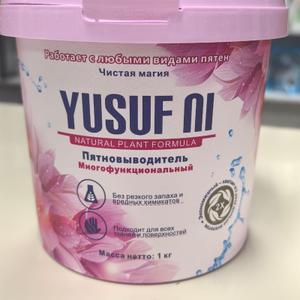 Работает с любыми видами пятен
Чистая магия
YUSUF NI
NATURAL PLANT FORMULA
Пятновыводитель
Многофункциональный
Без резкого запаха и
вредных химикатов
Подходит для всех
тканей и поверхностей
Масса нетто: 1 кг